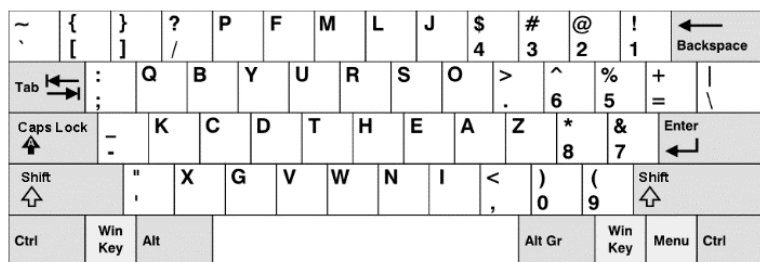 ~ { } ? P F M L J $ # @ ! Backspace
` [ ] / 4 3 2 1
Tab : Q B Y U R S O > ^ % + |
; . 6 5 = \
Caps Lock _ K C D T H E A Z * & Enter
A - 8 7
Shift " X G V W N I < ) ( Shift
' , 0 9
Ctrl Win Key Alt Alt Gr Win Key Menu Ctrl